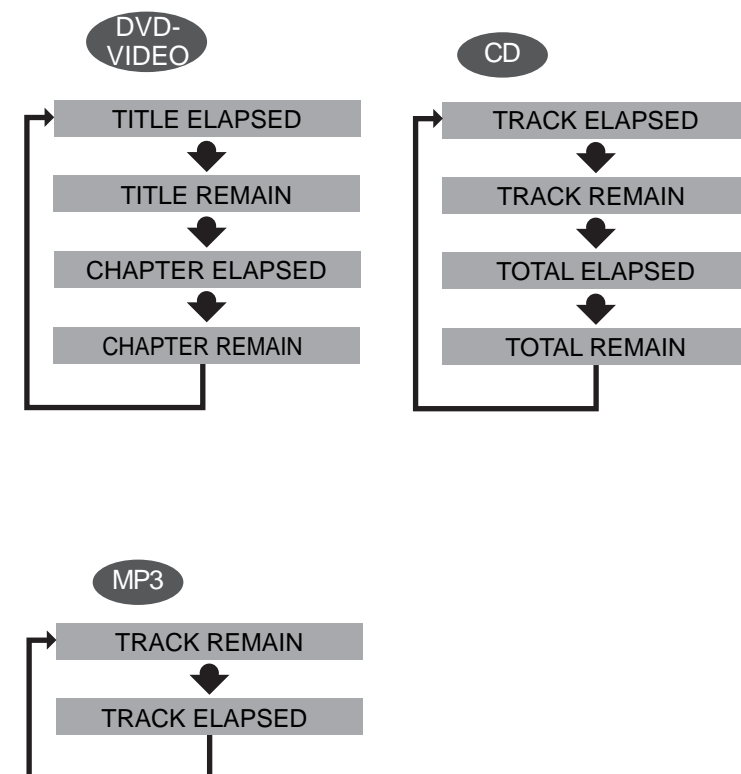 DVD-
VIDEO
TITLE ELAPSED
TITLE REMAIN
CHAPTER ELAPSED
CHAPTER REMAIN
CD
TRACK ELAPSED
TRACK REMAIN
TOTAL ELAPSED
TOTAL REMAIN
MP3
TRACK REMAIN
TRACK ELAPSED